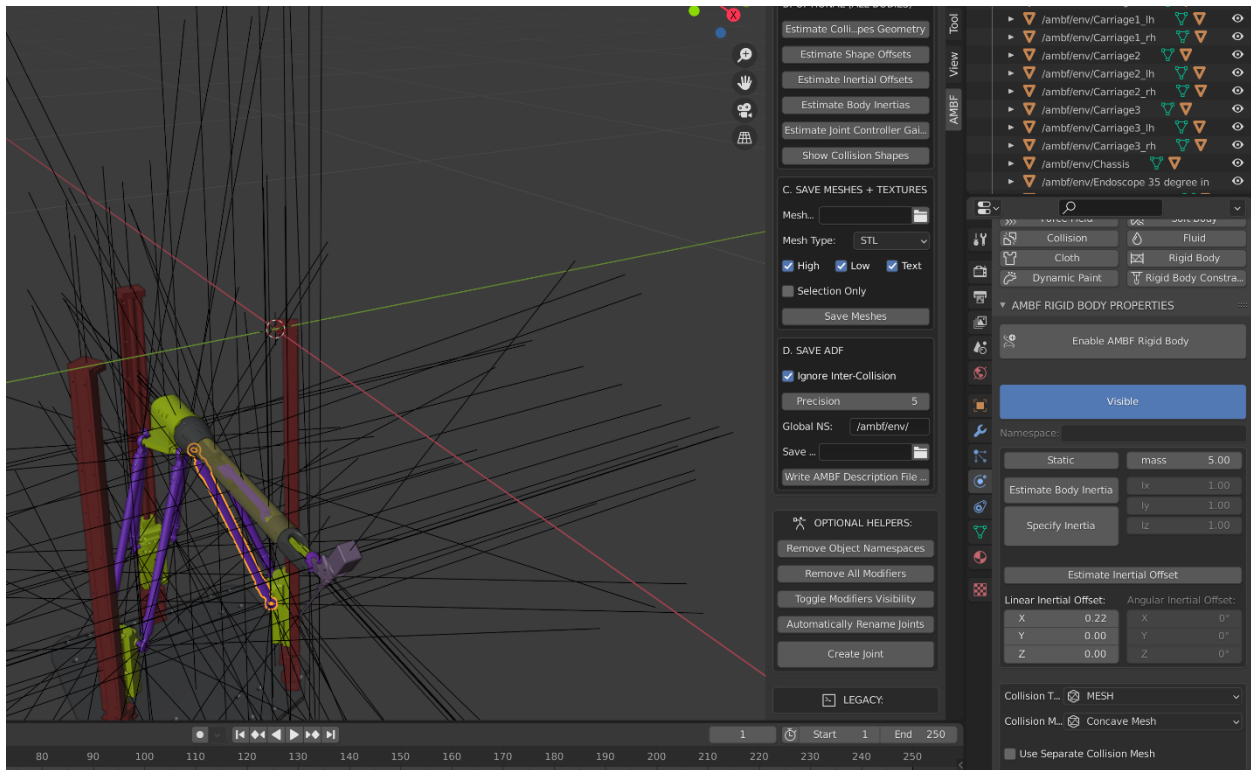 X
Estimate Colli...pes Geometry
Estimate Shape Offsets
Estimate Inertial Offsets
Estimate Body Inertias
Estimate Joint Controller Gai...
Show Collision Shapes
C. SAVE MESHES + TEXTURES
Mesh...
Mesh Type: STL
High Low Text
Selection Only
Save Meshes
D. SAVE ADF
Ignore Inter-Collision
Precision 5
Global NS: /ambf/env/
Save ...
Write AMBF Description File ...
OPTIONAL HELPERS:
Remove Object Namespaces
Remove All Modifiers
Toggle Modifiers Visibility
Automatically Rename Joints
Create Joint
LEGACY:
Tool
View
AMBF
/ambf/env/Carriage1_lh
/ambf/env/Carriage1_rh
/ambf/env/Carriage2
/ambf/env/Carriage2_lh
/ambf/env/Carriage2_rh
/ambf/env/Carriage3
/ambf/env/Carriage3_lh
/ambf/env/Carriage3_rh
/ambf/env/Chassis
/ambf/env/Endoscope 35 degree in
Collision Fluid
Cloth Rigid Body
Dynamic Paint Rigid Body Constra...
AMBF RIGID BODY PROPERTIES
Enable AMBF Rigid Body
Visible
Namespace:
Static mass 5.00
Estimate Body Inertia Ix 1.00
Iy 1.00
Specify Inertia Iz 1.00
Estimate Inertial Offset
Linear Inertial Offset: Angular Inertial Offset:
X 0.22 X 0°
Y 0.00 Y 0°
Z 0.00 Z 0°
Collision T... MESH
Collision M... Concave Mesh
Use Separate Collision Mesh
1 Start 1 End 250
80 90 100 110 120 130 140 150 160 170 180 190 200 210 220 230 240 250